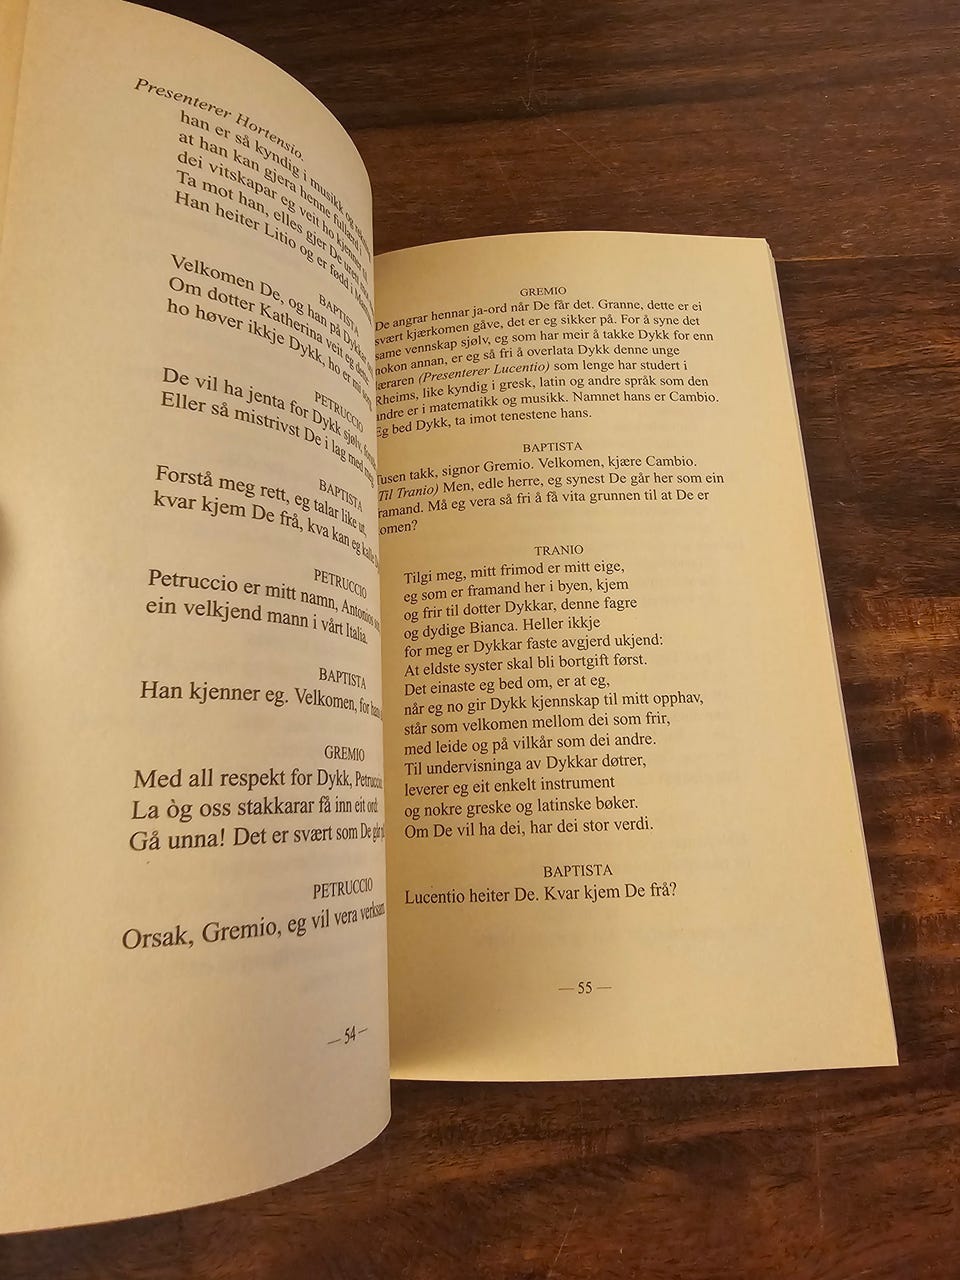 Presenterer Hortensio.
han er så kyndig i musikk og
at han kan gjera henne fullend i
dei vitskapar eg veit ho kjenner til.
Ta mot han, elles gjer De urett mot
Han heiter Litio og er fødd i
BAPTISTA
Velkomen De, og han på Dykkar
Om dotter Katherina veit eg dette,
ho høver ikkje Dykk, ho er mi sorg.
PETRUCCIO
De vil ha jenta for Dykk sjølv,
Eller så mistrivst De i lag med meg.
BAPTISTA
Forstå meg rett, eg talar like ut,
kvar kjem De frå, kva kan eg kalle
PETRUCCIO
Petruccio er mitt namn, Antonios
ein velkjend mann i vårt Italia.
BAPTISTA
Han kjenner eg. Velkomen, for hans
GREMIO
Med all respekt for Dykk, Petruccio
La òg oss stakkarar få inn eit ord:
Gå unna! Det er svært som De går
PETRUCCIO
Orsak, Gremio, eg vil vera
— 54 —
GREMIO
De angrar hennar ja-ord når De får det. Granne, dette er ei
svært kjærkomen gåve, det er eg sikker på. For å syne det
same vennskap sjølv, eg som har meir å takke Dykk for enn
nokon annan, er eg så fri å overlata Dykk denne unge
læraren (Presenterer Lucentio) som lenge har studert i
Rheims, like kyndig i gresk, latin og andre språk som den
andre er i matematikk og musikk. Namnet hans er Cambio.
Eg bed Dykk, ta imot tenestene hans.
BAPTISTA
Tusen takk, signor Gremio. Velkomen, kjære Cambio.
(Til Tranio) Men, edle herre, eg synest De går her som ein
framand. Må eg vera så fri å få vita grunnen til at De er
komen?
TRANIO
Tilgi meg, mitt frimod er mitt eige,
eg som er framand her i byen, kjem
og frir til dotter Dykkar, denne fagre
og dydige Bianca. Heller ikkje
for meg er Dykkar faste avgjerd ukjend:
At eldste syster skal bli bortgift først.
Det einaste eg bed om, er at eg,
når eg no gir Dykk kjennskap til mitt opphav,
står som velkomen mellom dei som frir,
med leide og på vilkår som dei andre.
Til undervisninga av Dykkar døtrer,
leverer eg eit enkelt instrument
og nokre greske og latinske bøker.
Om De vil ha dei, har dei stor verdi.
BAPTISTA
Lucentio heiter De. Kvar kjem De frå?
— 55 —